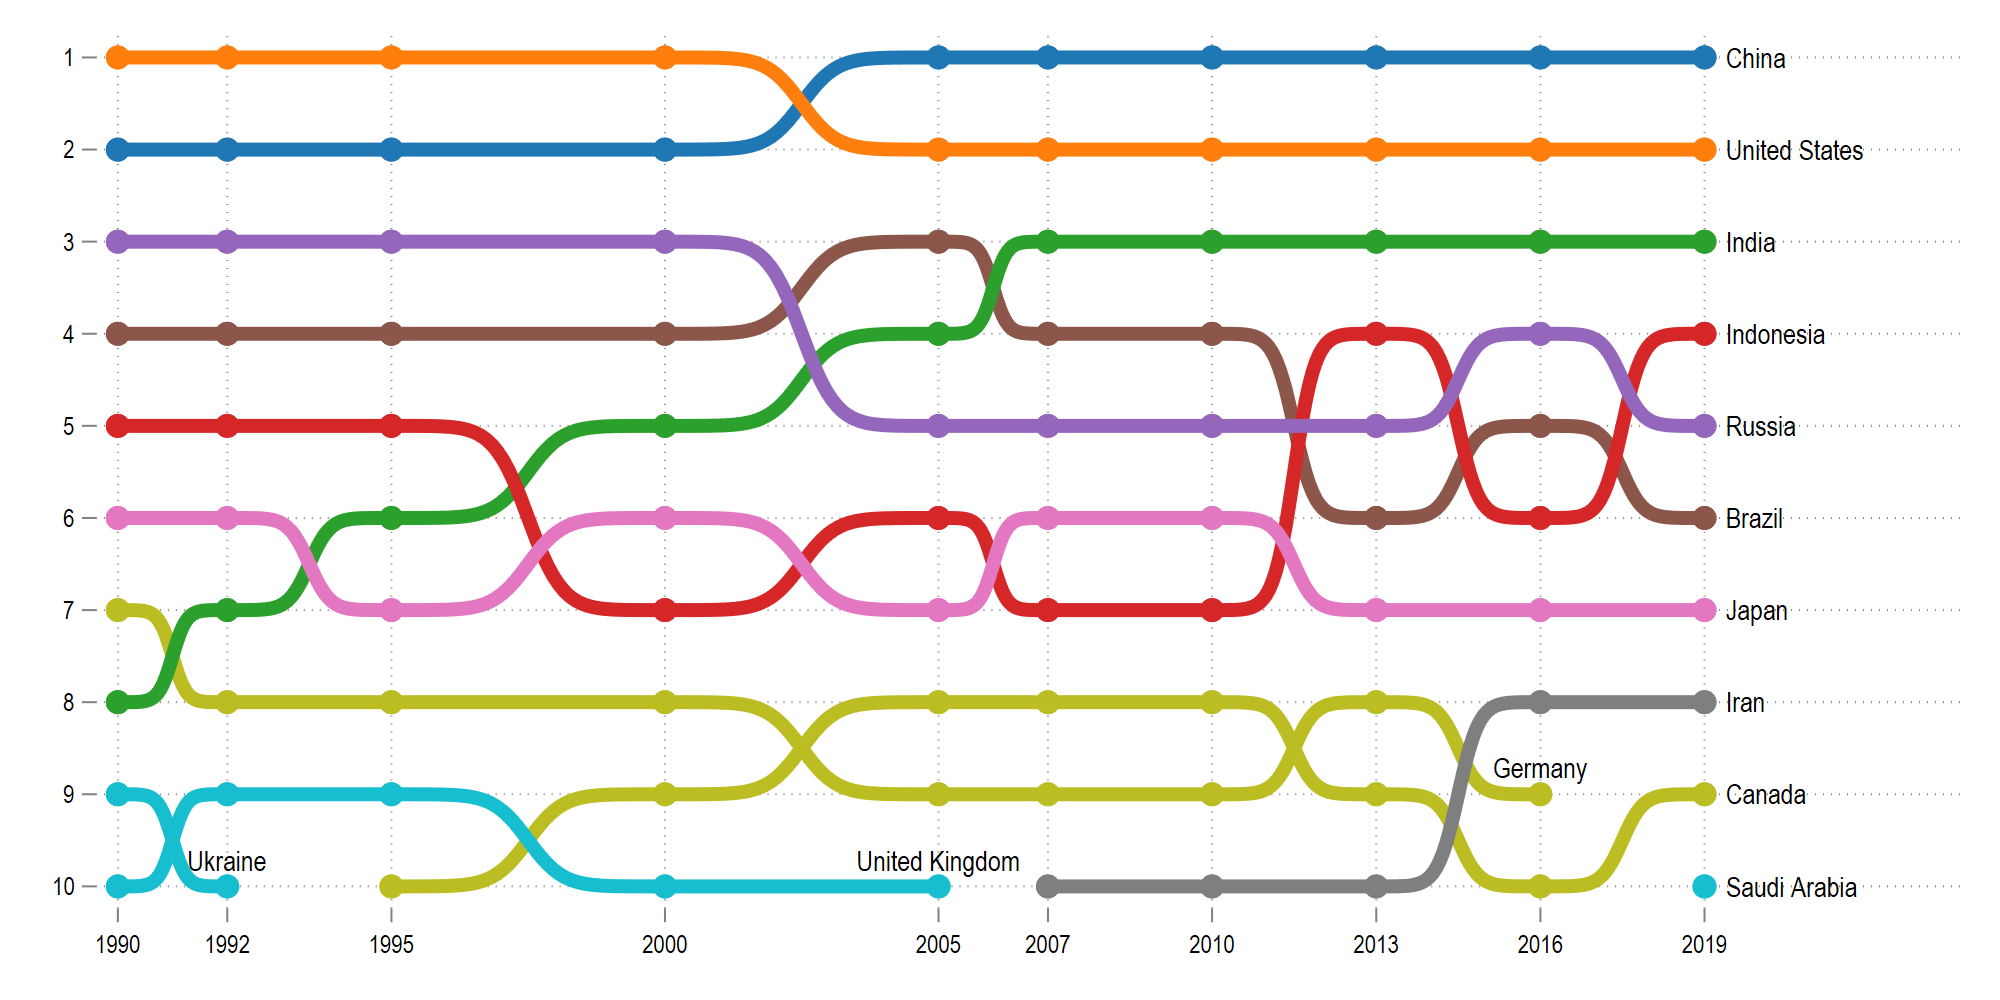 1
China
2
United States
3
India
4
Indonesia
5
Russia
6
Brazil
7
Japan
8
Iran
Germany
9
Canada
Ukraine
United Kingdom
10
Saudi Arabia
1990 1992 1995 2000 2005 2007 2010 2013 2016 2019